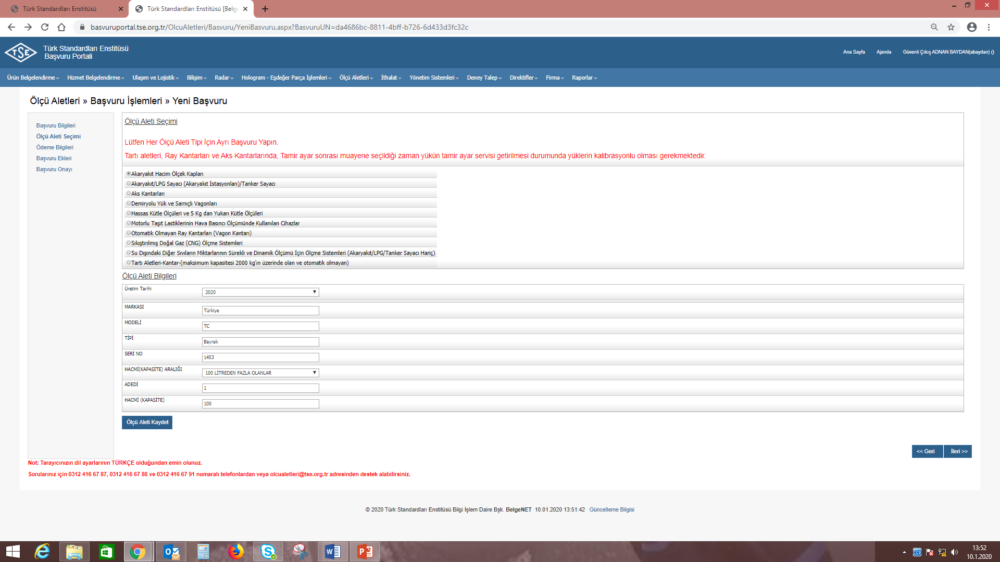 Türk Standardları Enstitüsü
Türk Standardları Enstitüsü [Belg
basvuruportal.tse.org.tr/OlcuAletleri/Basvuru/YeniBasvuru.aspx?BasvuruUN=da4686bc-8811-4bff-b726-6d433d3fc32c
TSE
Türk Standardları Enstitüsü
Başvuru Portali
Ana Sayfa Ajanda Güvenli Çıkış ADNAN BAYDAN(abaydan) ()
Ürün Belgelendirme Hizmet Belgelendirme Ulaşım ve Lojistik Bilişim Radar Hologram - Eşdeğer Parça İşlemleri Ölçü Aletleri İthalat Yönetim Sistemleri Deney Talep Direktifler Firma Raporlar
Ölçü Aletleri » Başvuru İşlemleri » Yeni Başvuru
Başvuru Bilgileri
Ölçü Aleti Seçimi
Ödeme Bilgileri
Başvuru Ekleri
Başvuru Onayı
Ölçü Aleti Seçimi
Lütfen Her Ölçü Aleti Tipi İçin Ayrı Başvuru Yapın.
Tartı aletleri, Ray Kantarları ve Aks Kantarlarında, Tamir ayar sonrası muayene seçildiği zaman yükün tamir ayar servisi getirilmesi durumunda yüklerin kalibrasyonlu olması gerekmektedir.
Akaryakıt Hacim Ölçek Kapları
Akaryakıt/LPG Sayacı (Akaryakıt İstasyonları)/Tanker Sayacı
Aks Kantarları
Demiryolu Yük ve Sarnıçlı Vagonları
Hassas Kütle Ölçüleri ve 5 Kg dan Yukarı Kütle Ölçüleri
Motorlu Taşıt Lastiklerinin Hava Basıncı Ölçümünde Kullanılan Cihazlar
Otomatik Olmayan Ray Kantarları (Vagon Kantarı)
Sıkıştırılmış Doğal Gaz (CNG) Ölçme Sistemleri
Su Dışındaki Diğer Sıvıların Miktarlarının Sürekli ve Dinamik Ölçümü İçin Ölçme Sistemleri (Akaryakıt/LPG/Tanker Sayacı Hariç)
Tartı Aletleri-Kantar-(maksimum kapasitesi 2000 kg'ın üzerinde olan ve otomatik olmayan)
Ölçü Aleti Bilgileri
Üretim Tarihi 2020
MARKASI Türkiye
MODELİ TC
TİPİ Bayrak
SERİ NO 1453
HACMİ(KAPASİTE) ARALIĞI 100 LİTREDEN FAZLA OLANLAR
ADEDİ 1
HACMİ (KAPASİTE) 100
Ölçü Aleti Kaydet
<< Geri İleri >>
Not: Tarayıcınızın dil ayarlarının TÜRKÇE olduğundan emin olunuz.
Sorularınız için 0312 416 67 87, 0312 416 67 88 ve 0312 416 67 91 numaralı telefonlardan veya olcualetleri@tse.org.tr adresinden destek alabilirsiniz.
© 2020 Türk Standardları Enstitüsü Bilgi İşlem Daire Bşk. BelgeNET 10.01.2020 13:51:42 Güncelleme Bilgisi
13:52
10.1.2020